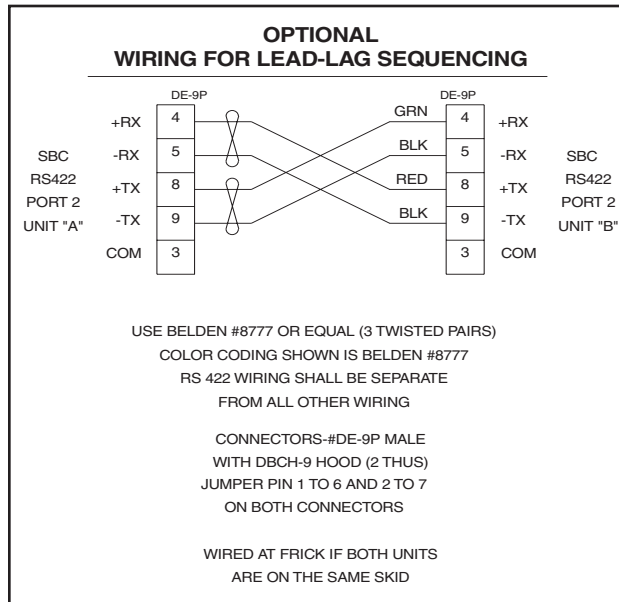 OPTIONAL
WIRING FOR LEAD-LAG SEQUENCING
DE-9P
DE-9P
+RX 4 GRN 4 +RX
-RX 5 BLK 5 -RX
+TX 8 RED 8 +TX
-TX 9 BLK 9 -TX
COM 3 3 COM
SBC
RS422
PORT 2
UNIT "A"
SBC
RS422
PORT 2
UNIT "B"
USE BELDEN #8777 OR EQUAL (3 TWISTED PAIRS)
COLOR CODING SHOWN IS BELDEN #8777
RS 422 WIRING SHALL BE SEPARATE
FROM ALL OTHER WIRING
CONNECTORS-#DE-9P MALE
WITH DBCH-9 HOOD (2 THUS)
JUMPER PIN 1 TO 6 AND 2 TO 7
ON BOTH CONNECTORS
WIRED AT FRICK IF BOTH UNITS
ARE ON THE SAME SKID